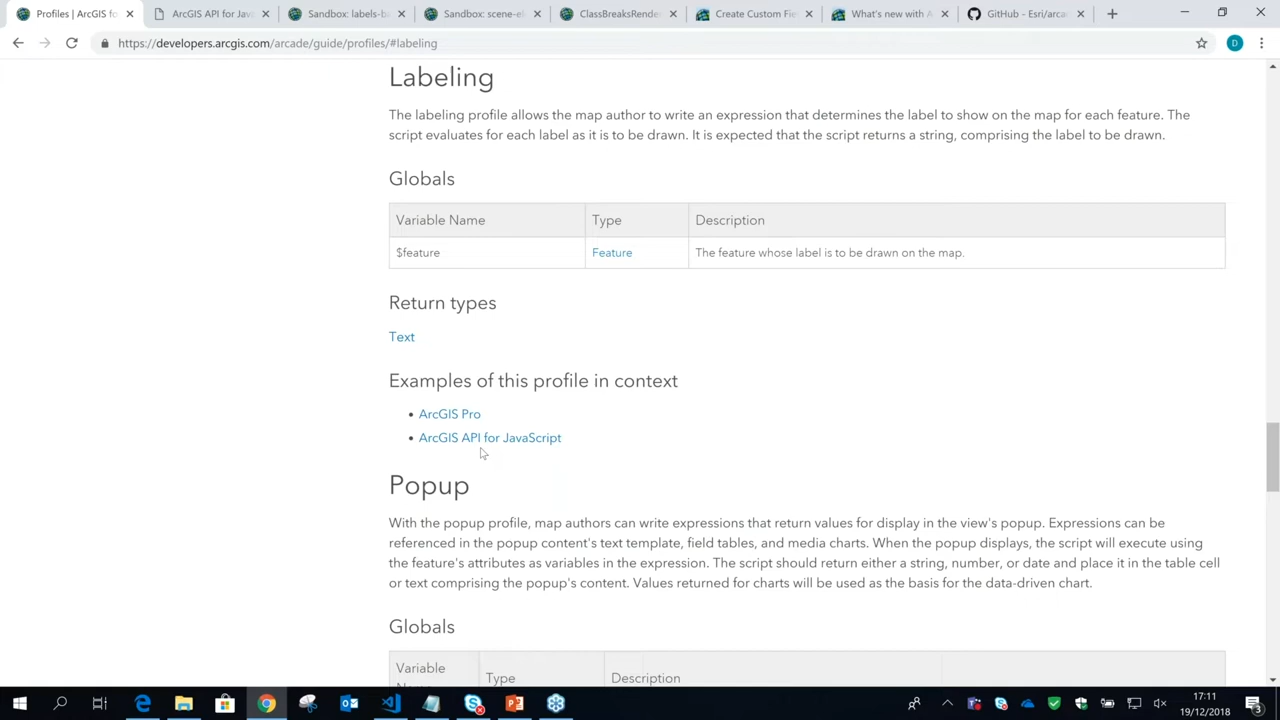 Profiles | ArcGIS fo
ArcGIS API for Java
Sandbox: labels-ba
Sandbox: scene-ele
ClassBreaksRende
Create Custom Fie
What's new with A
GitHub - Esri/arca
https://developers.arcgis.com/arcade/guide/profiles/#labeling
D
Labeling
The labeling profile allows the map author to write an expression that determines the label to show on the map for each feature. The
script evaluates for each label as it is to be drawn. It is expected that the script returns a string, comprising the label to be drawn.
Globals
Variable Name Type Description
$feature Feature The feature whose label is to be drawn on the map.
Return types
Text
Examples of this profile in context
• ArcGIS Pro
• ArcGIS API for JavaScript
Popup
With the popup profile, map authors can write expressions that return values for display in the view's popup. Expressions can be
referenced in the popup content's text template, field tables, and media charts. When the popup displays, the script will execute using
the feature's attributes as variables in the expression. The script should return either a string, number, or date and place it in the table cell
or text comprising the popup's content. Values returned for charts will be used as the basis for the data-driven chart.
Globals
Variable
Type Description
17:11
19/12/2018
3